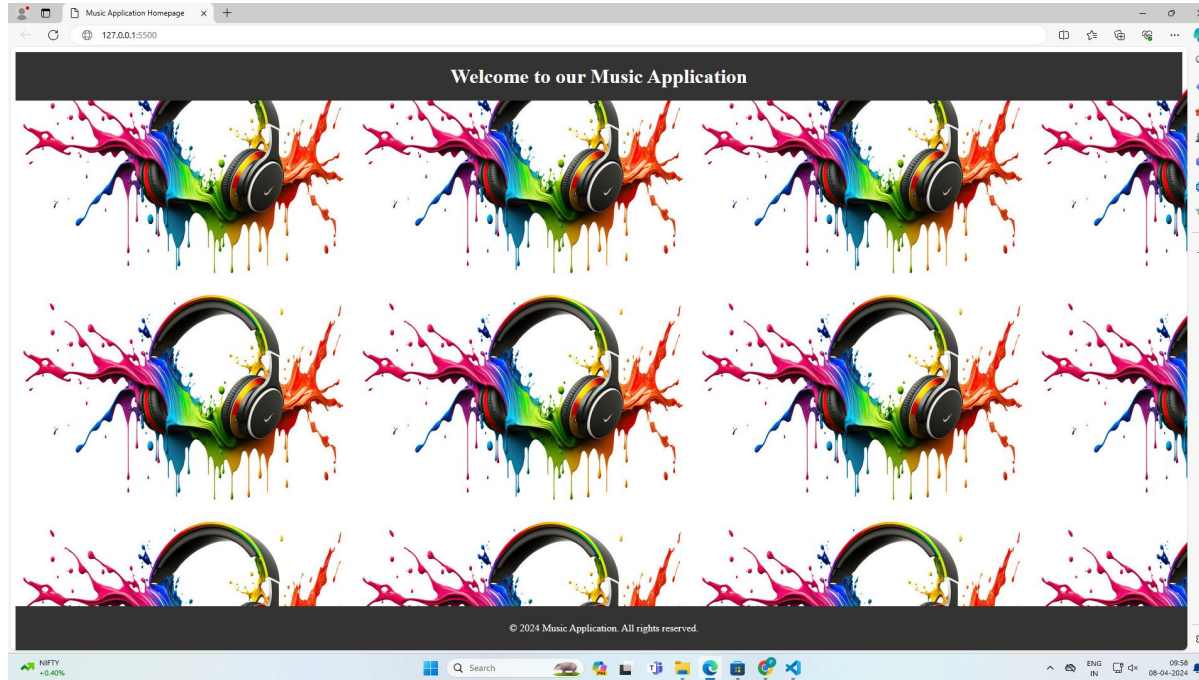 Music Application Homepage
127.0.0.1:5500
Welcome to our Music Application
© 2024 Music Application. All rights reserved.
NIFTY
+0.40%
Search
ENG
IN
09:58
08-04-2024